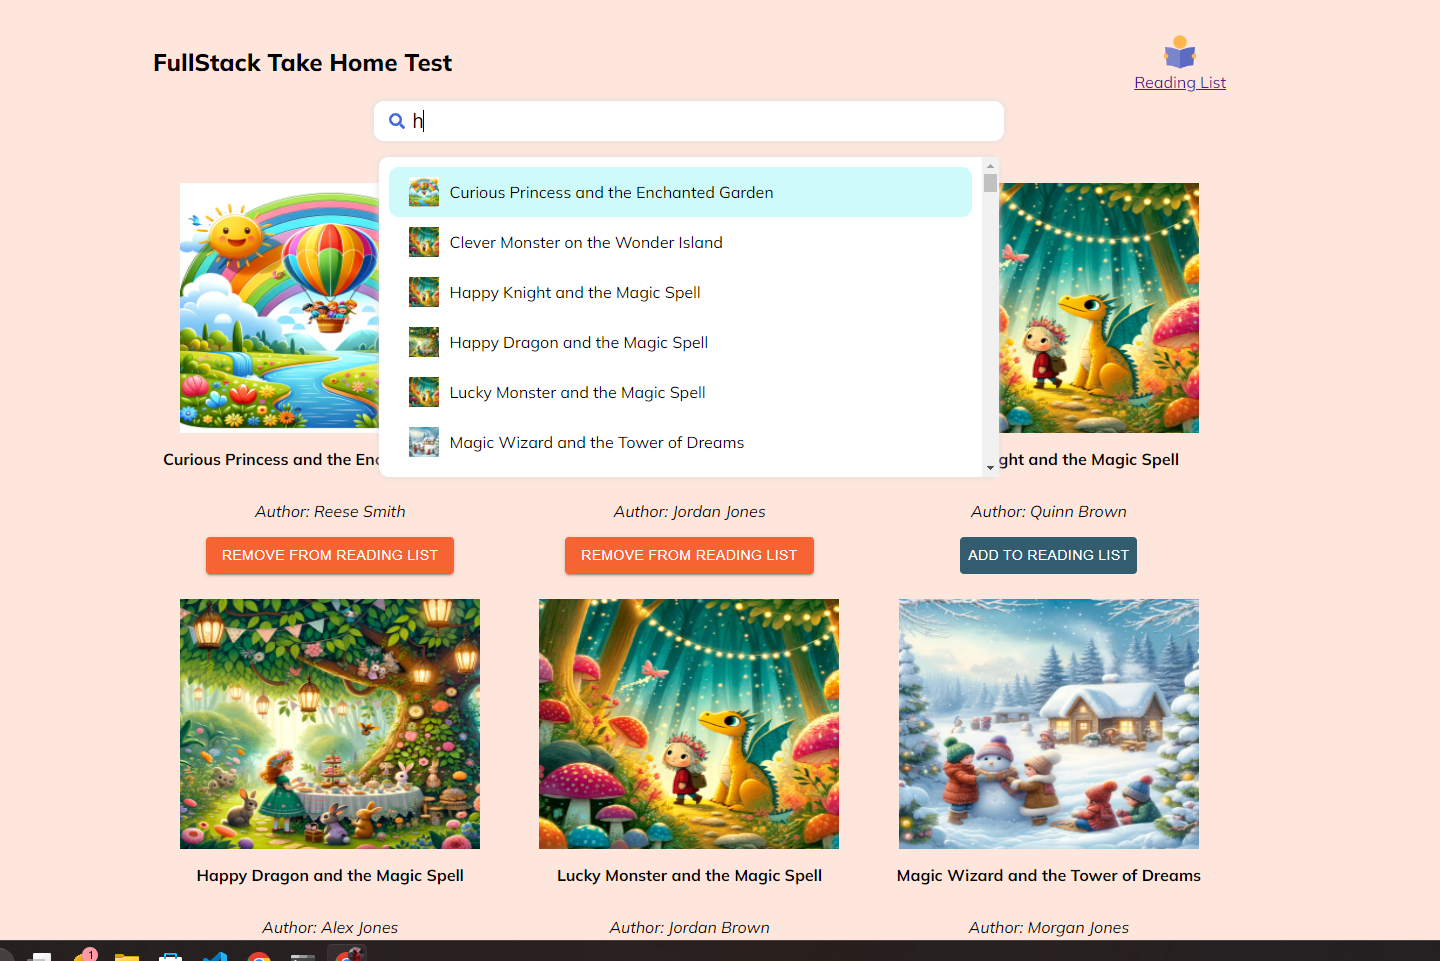 FullStack Take Home Test
Reading List
h
Curious Princess and the Enchanted Garden
Clever Monster on the Wonder Island
Happy Knight and the Magic Spell
Happy Dragon and the Magic Spell
Lucky Monster and the Magic Spell
Magic Wizard and the Tower of Dreams
Curious Princess and the En
ght and the Magic Spell
Author: Reese Smith
Author: Jordan Jones
Author: Quinn Brown
REMOVE FROM READING LIST
REMOVE FROM READING LIST
ADD TO READING LIST
Happy Dragon and the Magic Spell
Lucky Monster and the Magic Spell
Magic Wizard and the Tower of Dreams
Author: Alex Jones
Author: Jordan Brown
Author: Morgan Jones
1